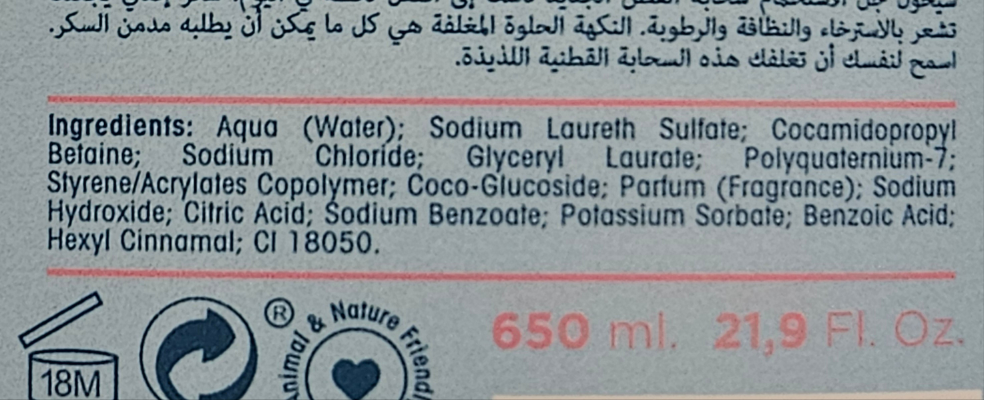 تشعر بالاسترخاء والنظافة والرطوبة. النكهة الحلوة المغلفة هي كل ما يمكن أن يطلبه مدمن السكر.
اسمح لنفسك أن تغلفك هذه السحابة القطنية اللذيذة.
Ingredients: Aqua (Water); Sodium Laureth Sulfate; Cocamidopropyl
Betaine; Sodium Chloride; Glyceryl Laurate; Polyquaternium-7;
Styrene/Acrylates Copolymer; Coco-Glucoside; Parfum (Fragrance); Sodium
Hydroxide; Citric Acid; Sodium Benzoate; Potassium Sorbate; Benzoic Acid;
Hexyl Cinnamal; CI 18050.
18M
®
Animal & Nature Friendl
650 ml. 21,9 Fl. Oz.